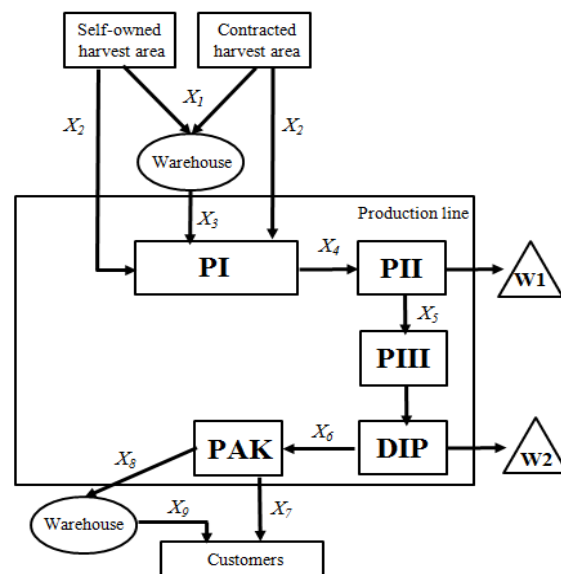 Self-owned
harvest area
Contracted
harvest area
X1
X2
X2
Warehouse
Production line
X3
X4
PI
PII
W1
X5
PIII
X6
PAK
DIP
W2
X8
X7
Warehouse
X9
Customers